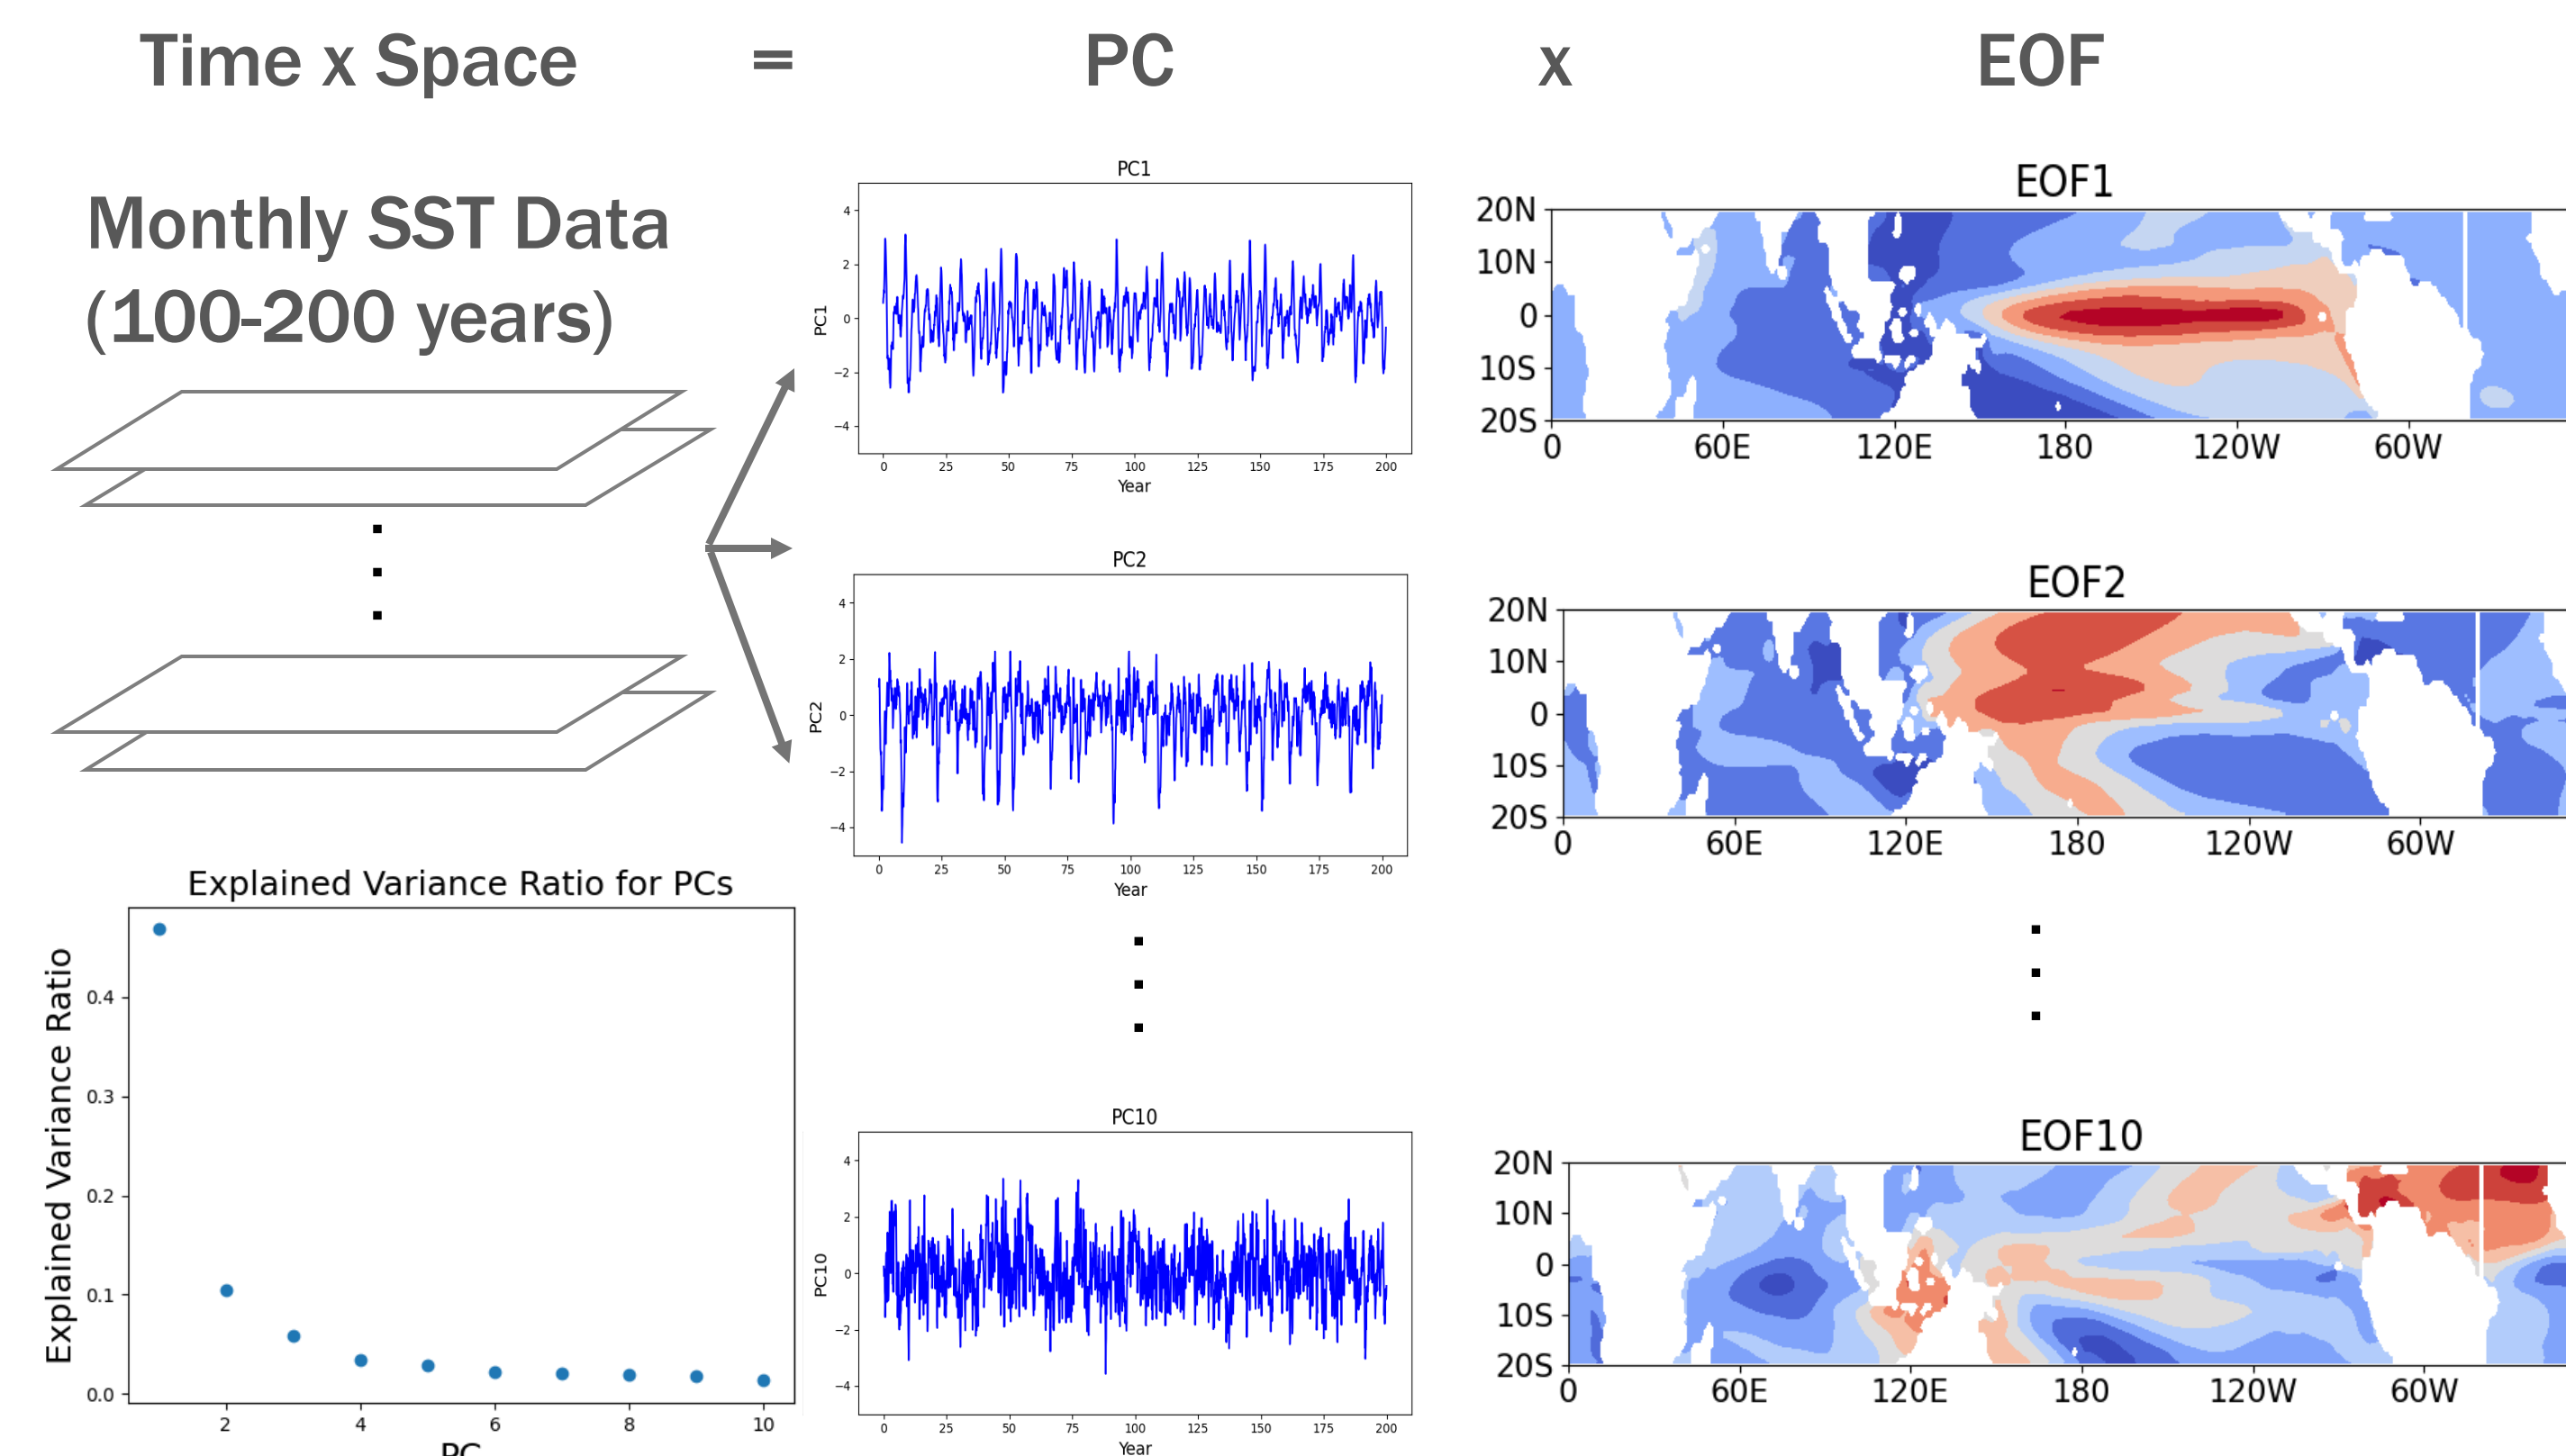 Time x Space = PC x EOF
Monthly SST Data
(100-200 years)
PC1
4
2
0
−2
−4
PC1
0 25 50 75 100 125 150 175 200
Year
EOF1
20N
10N
0
10S
20S
0 60E 120E 180 120W 60W
PC2
4
2
0
−2
−4
PC2
0 25 50 75 100 125 150 175 200
Year
EOF2
20N
10N
0
10S
20S
0 60E 120E 180 120W 60W
Explained Variance Ratio for PCs
Explained Variance Ratio
0.4
0.3
0.2
0.1
0.0
2 4 6 8 10
PC
PC10
4
2
0
−2
−4
PC10
0 25 50 75 100 125 150 175 200
Year
EOF10
20N
10N
0
10S
20S
0 60E 120E 180 120W 60W